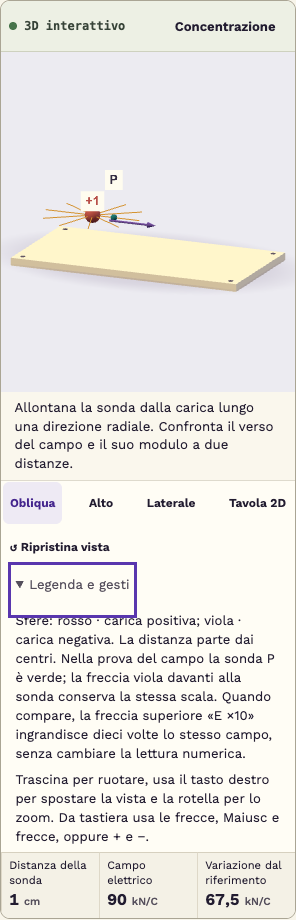 3D interattivo
Concentrazione
P
+1
Allontana la sonda dalla carica lungo
una direzione radiale. Confronta il verso
del campo e il suo modulo a due
distanze.
Obliqua Alto Laterale Tavola 2D
↺ Ripristina vista
▼ Legenda e gesti
Sfere: rosso · carica positiva; viola ·
carica negativa. La distanza parte dai
centri. Nella prova del campo la sonda P
è verde; la freccia viola davanti alla
sonda conserva la stessa scala. Quando
compare, la freccia superiore «E ×10»
ingrandisce dieci volte lo stesso campo,
senza cambiare la lettura numerica.
Trascina per ruotare, usa il tasto destro
per spostare la vista e la rotella per lo
zoom. Da tastiera usa le frecce, Maiusc e
frecce, oppure + e −.
Distanza della
sonda
1 cm
Campo
elettrico
90 kN/C
Variazione dal
riferimento
67,5 kN/C